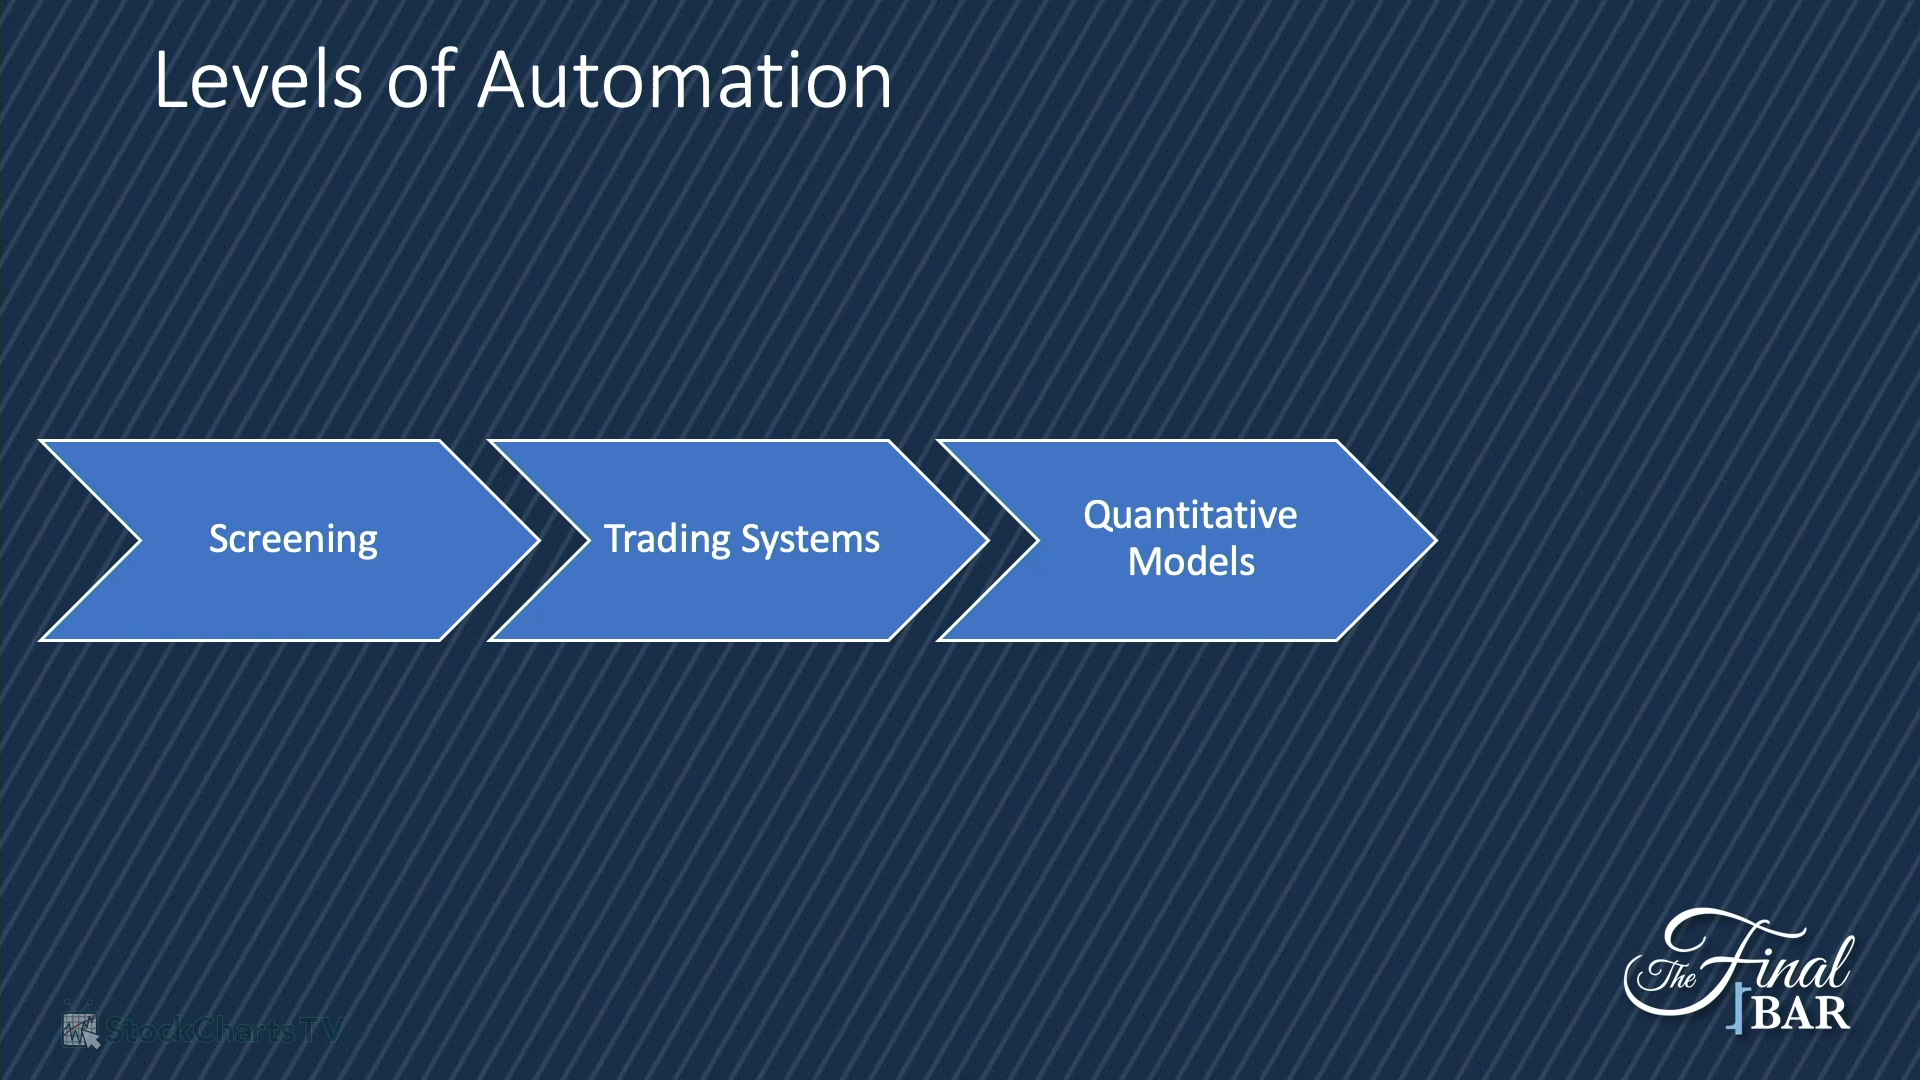 Levels of Automation
Screening
Trading Systems
Quantitative
Models
The Final
BAR
StockCharts TV